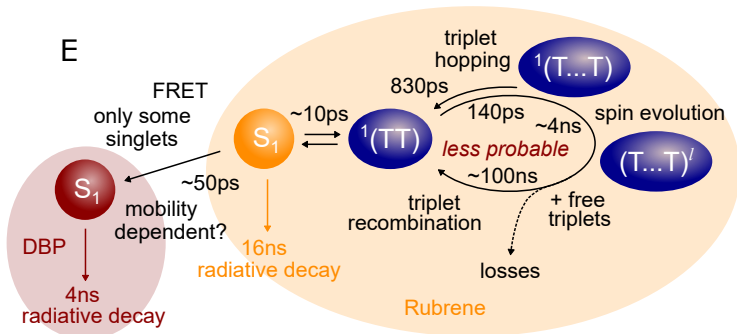 E
triplet
hopping
¹(T...T)
FRET
only some
singlets
~10ps
830ps
140ps
spin evolution
~4ns
S₁
¹(TT)
less probable
(T...T)ˡ
S₁
~50ps
~100ns
mobility
dependent?
triplet
recombination
+ free
triplets
DBP
16ns
radiative decay
losses
4ns
radiative decay
Rubrene